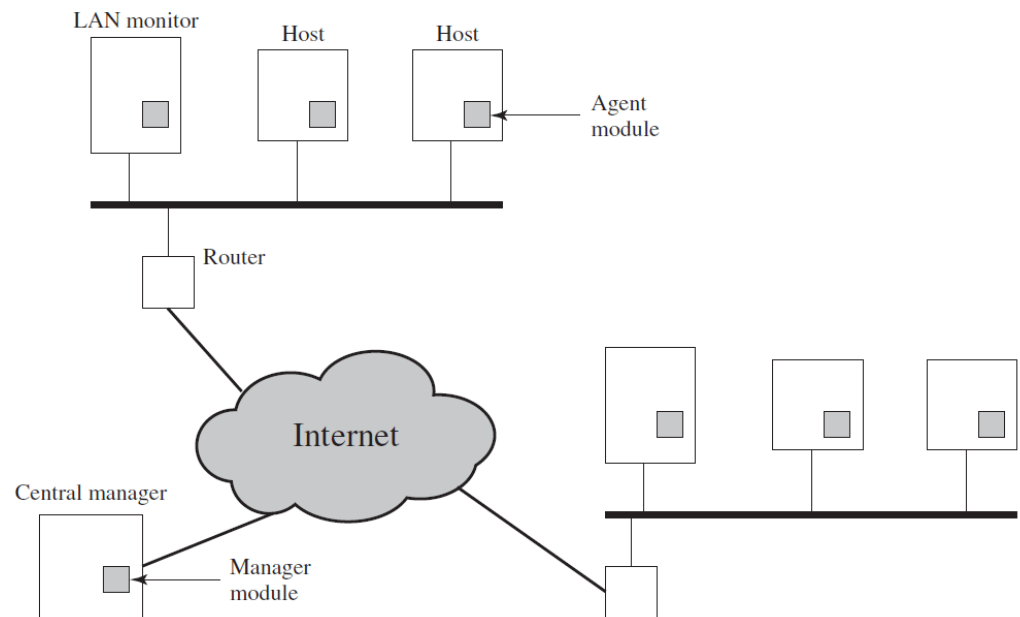 LAN monitor
Host
Host
Agent
module
Router
Internet
Central manager
Manager
module